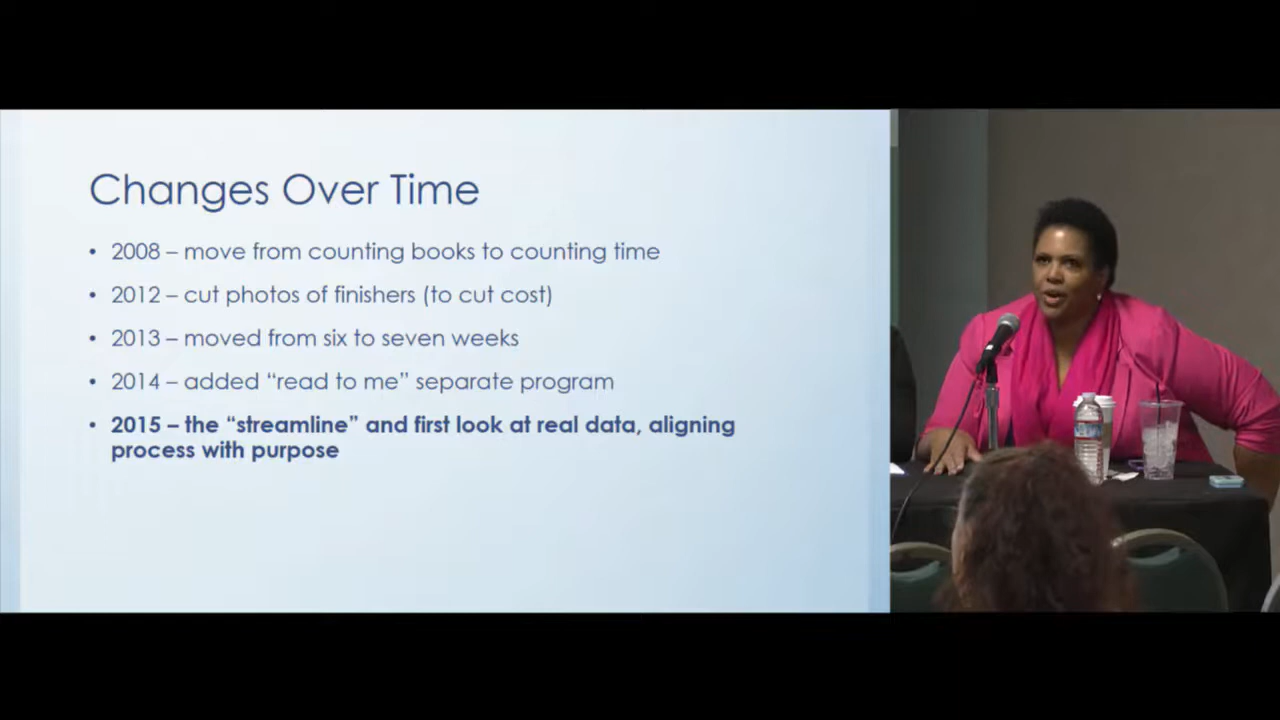 Changes Over Time
• 2008 – move from counting books to counting time
• 2012 – cut photos of finishers (to cut cost)
• 2013 – moved from six to seven weeks
• 2014 – added “read to me” separate program
• 2015 – the “streamline” and first look at real data, aligning
process with purpose